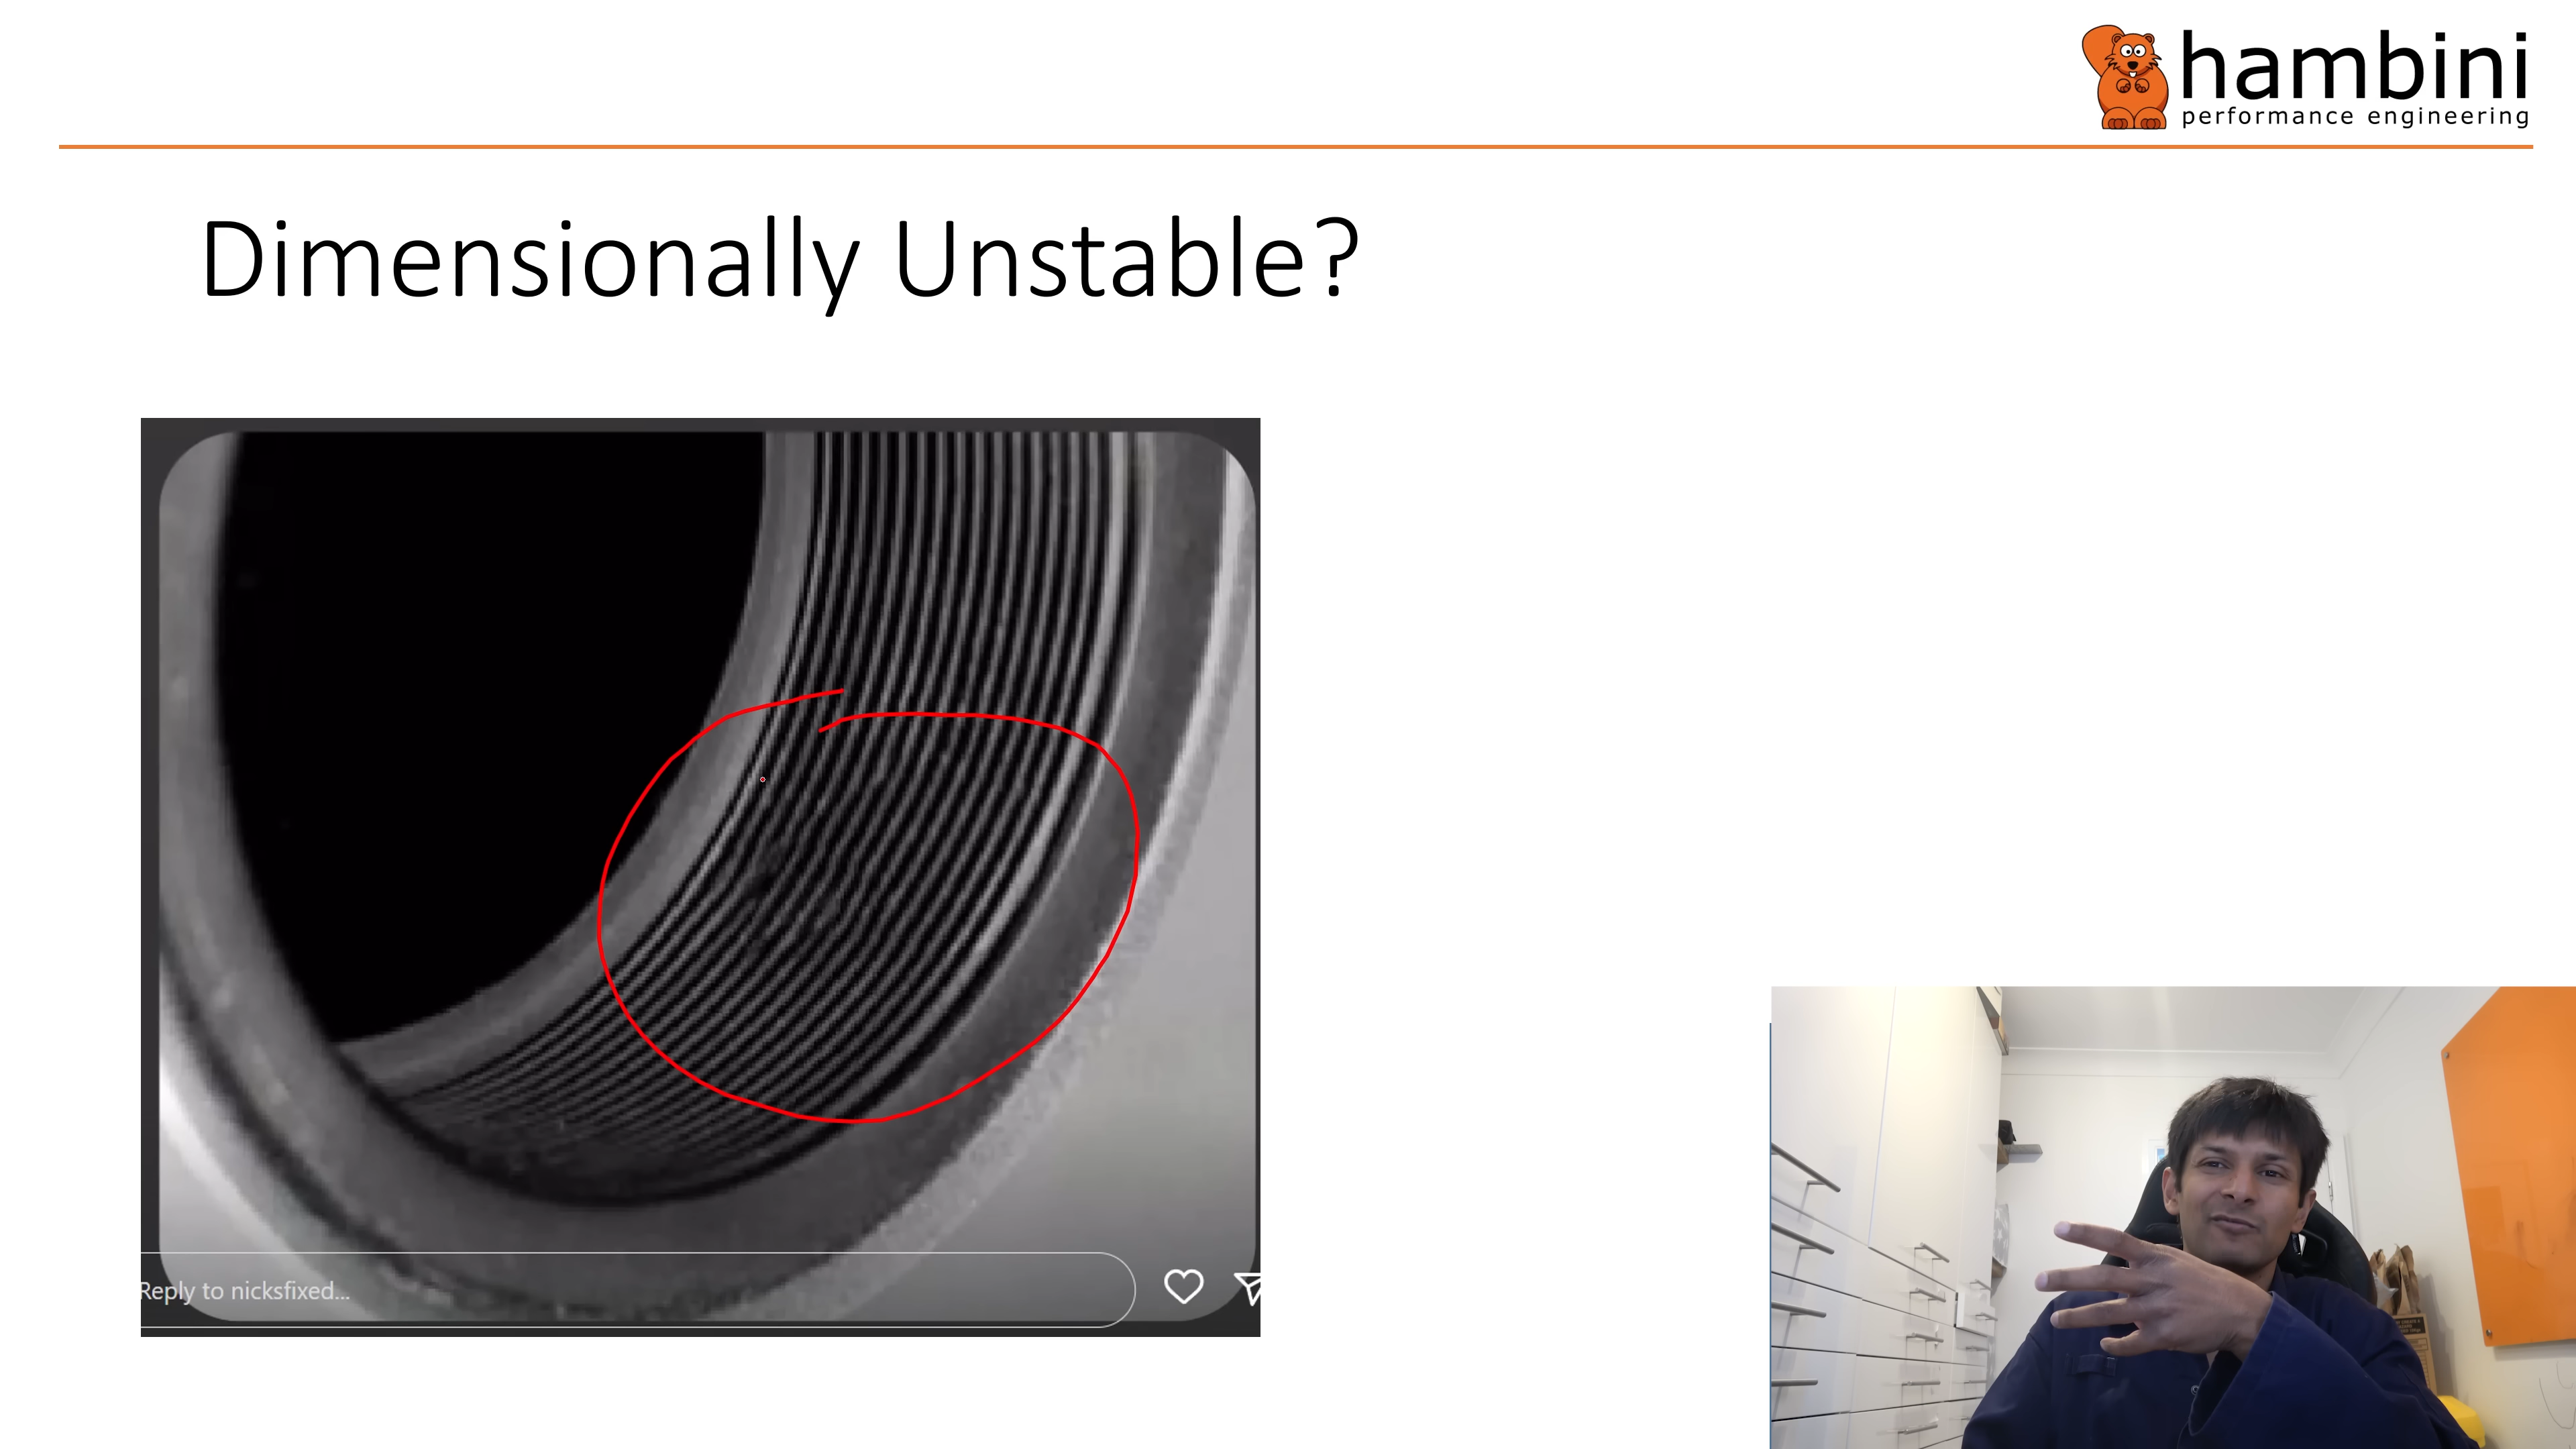 hambini
performance engineering
Dimensionally Unstable?
Reply to nicksfixed...